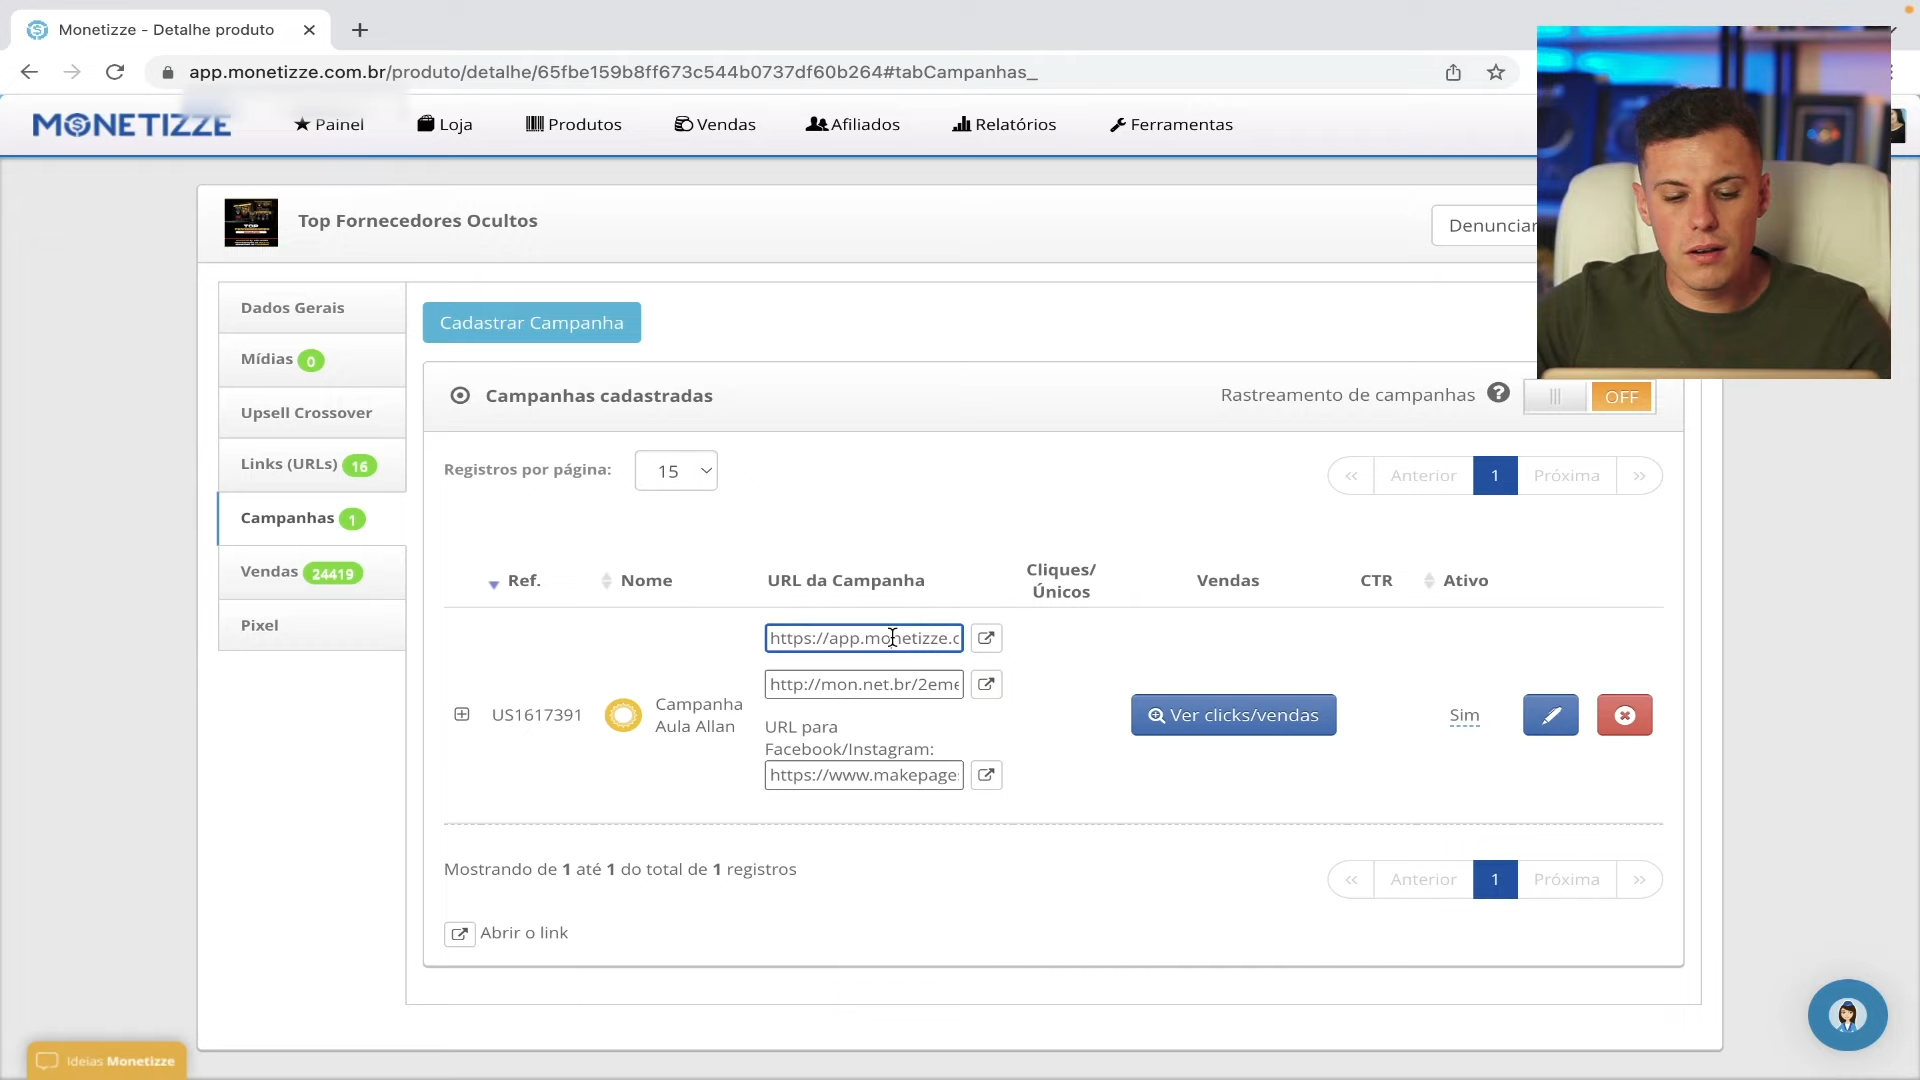 Monetizze - Detalhe produto
app.monetizze.com.br/produto/detalhe/65fbe159b8ff673c544b0737df60b264#tabCampanhas_
MONETIZZE
Painel
Loja
Produtos
Vendas
Afiliados
Relatórios
Ferramentas
Top Fornecedores Ocultos
Denunciar
Dados Gerais
Mídias 0
Upsell Crossover
Links (URLs) 16
Campanhas 1
Vendas 24419
Pixel
Cadastrar Campanha
Campanhas cadastradas
Rastreamento de campanhas ?
OFF
Registros por página: 15
« Anterior 1 Próxima »
Ref. Nome URL da Campanha Cliques/
Únicos Vendas CTR Ativo
https://app.monetizze.c
http://mon.net.br/2eme
US1617391
Campanha
Aula Allan
URL para
Facebook/Instagram:
https://www.makepage
Ver clicks/vendas
Sim
Mostrando de 1 até 1 do total de 1 registros
« Anterior 1 Próxima »
Abrir o link
Ideias Monetizze